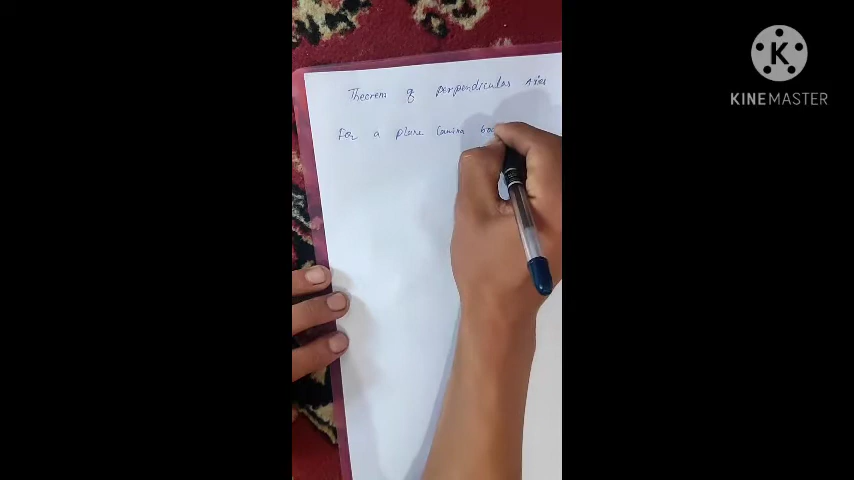 Theorem of perpendicular Axes
For a plane lamina
K
KINEMASTER